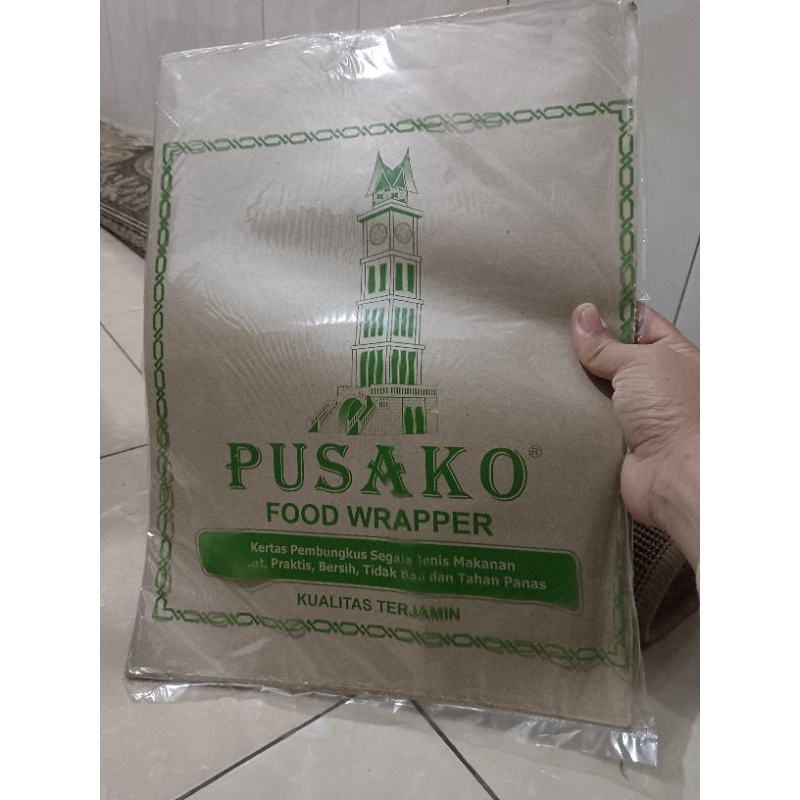 PUSAKO®
FOOD WRAPPER
Kertas Pembungkus Segala Jenis Makanan
Praktis, Bersih, Tidak Bau dan Tahan Panas
KUALITAS TERJAMIN